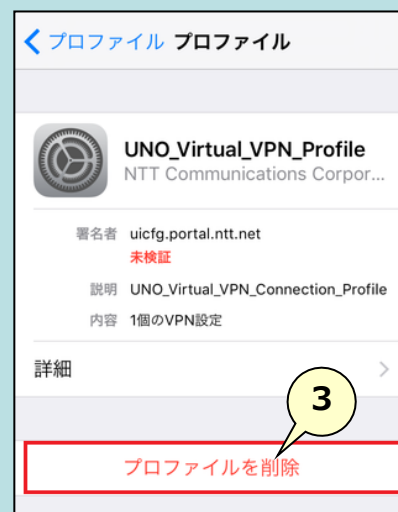 プロファイル プロファイル
UNO_Virtual_VPN_Profile
NTT Communications Corpor...
署名者 uicfg.portal.ntt.net
未検証
説明 UNO_Virtual_VPN_Connection_Profile
内容 1個のVPN設定
詳細
3
プロファイルを削除